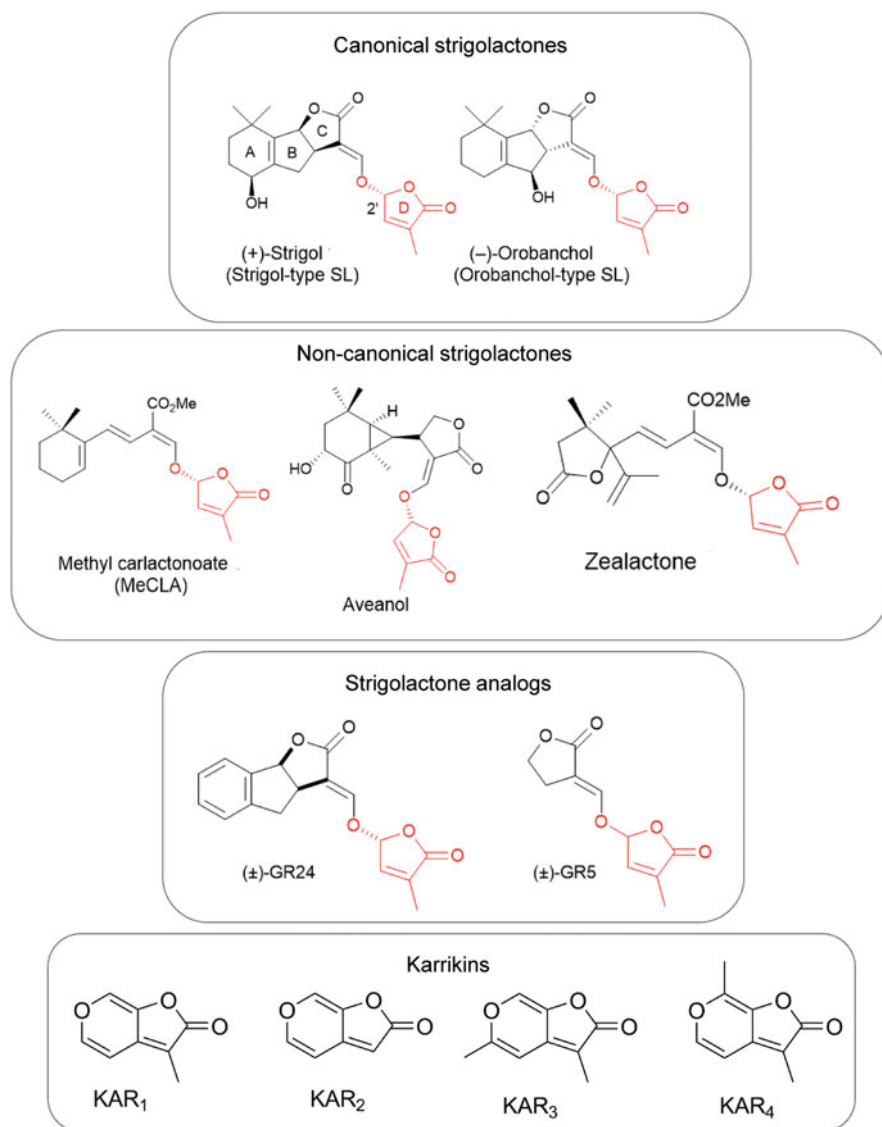 Canonical strigolactones
O
O
A
B
C
OH
O
O
2'
D
O
(+)-Strigol
(Strigol-type SL)
O
O
OH
O
O
O
(–)-Orobanchol
(Orobanchol-type SL)
Non-canonical strigolactones
CO₂Me
O
O
O
Methyl carlactonoate
(MeCLA)
H
O
O
HO
O
O
O
O
Aveanol
CO2Me
O
O
O
O
O
Zealactone
Strigolactone analogs
O
O
O
O
O
(±)-GR24
O
O
O
O
O
(±)-GR5
Karrikins
O
O
O
KAR₁
O
O
O
KAR₂
O
O
O
KAR₃
O
O
O
KAR₄